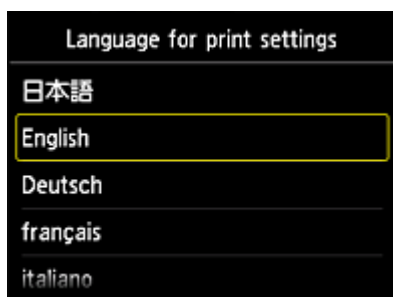 Language for print settings
日本語
English
Deutsch
français
italiano